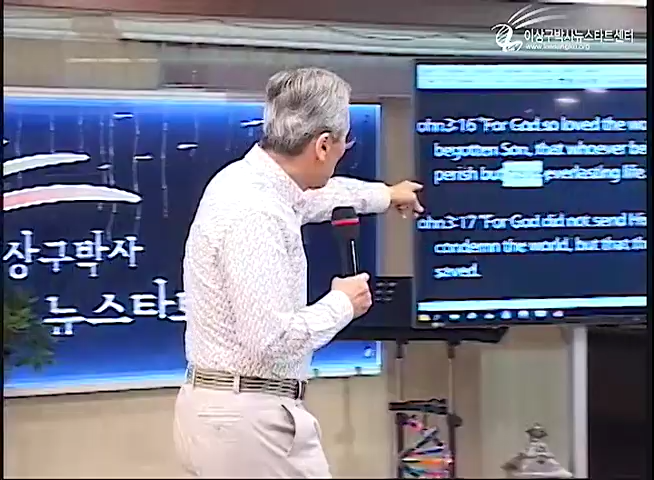 이상구박사뉴스타트센터
ohn3:16 "For God so loved the wo
begotten Son, that whoever be
perish but have everlasting life.
ohn3:17 "For God did not send Hi
condemn the world, but that th
saved.
상구박사
뉴스타트